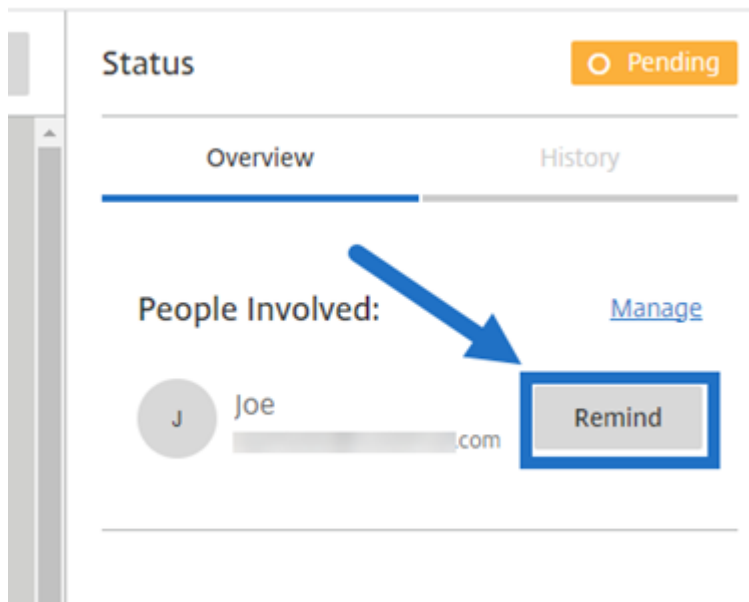 Status
Pending
Overview
History
People Involved:
Manage
J
Joe
.com
Remind